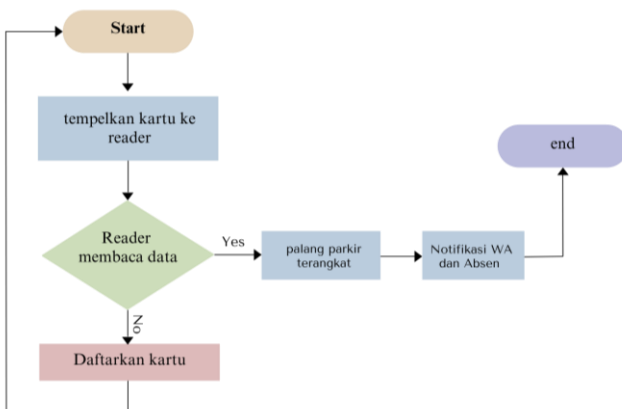 Start
tempelkan kartu ke
reader
Reader
membaca data
Yes
palang parkir
terangkat
Notifikasi WA
dan Absen
end
No
Daftarkan kartu